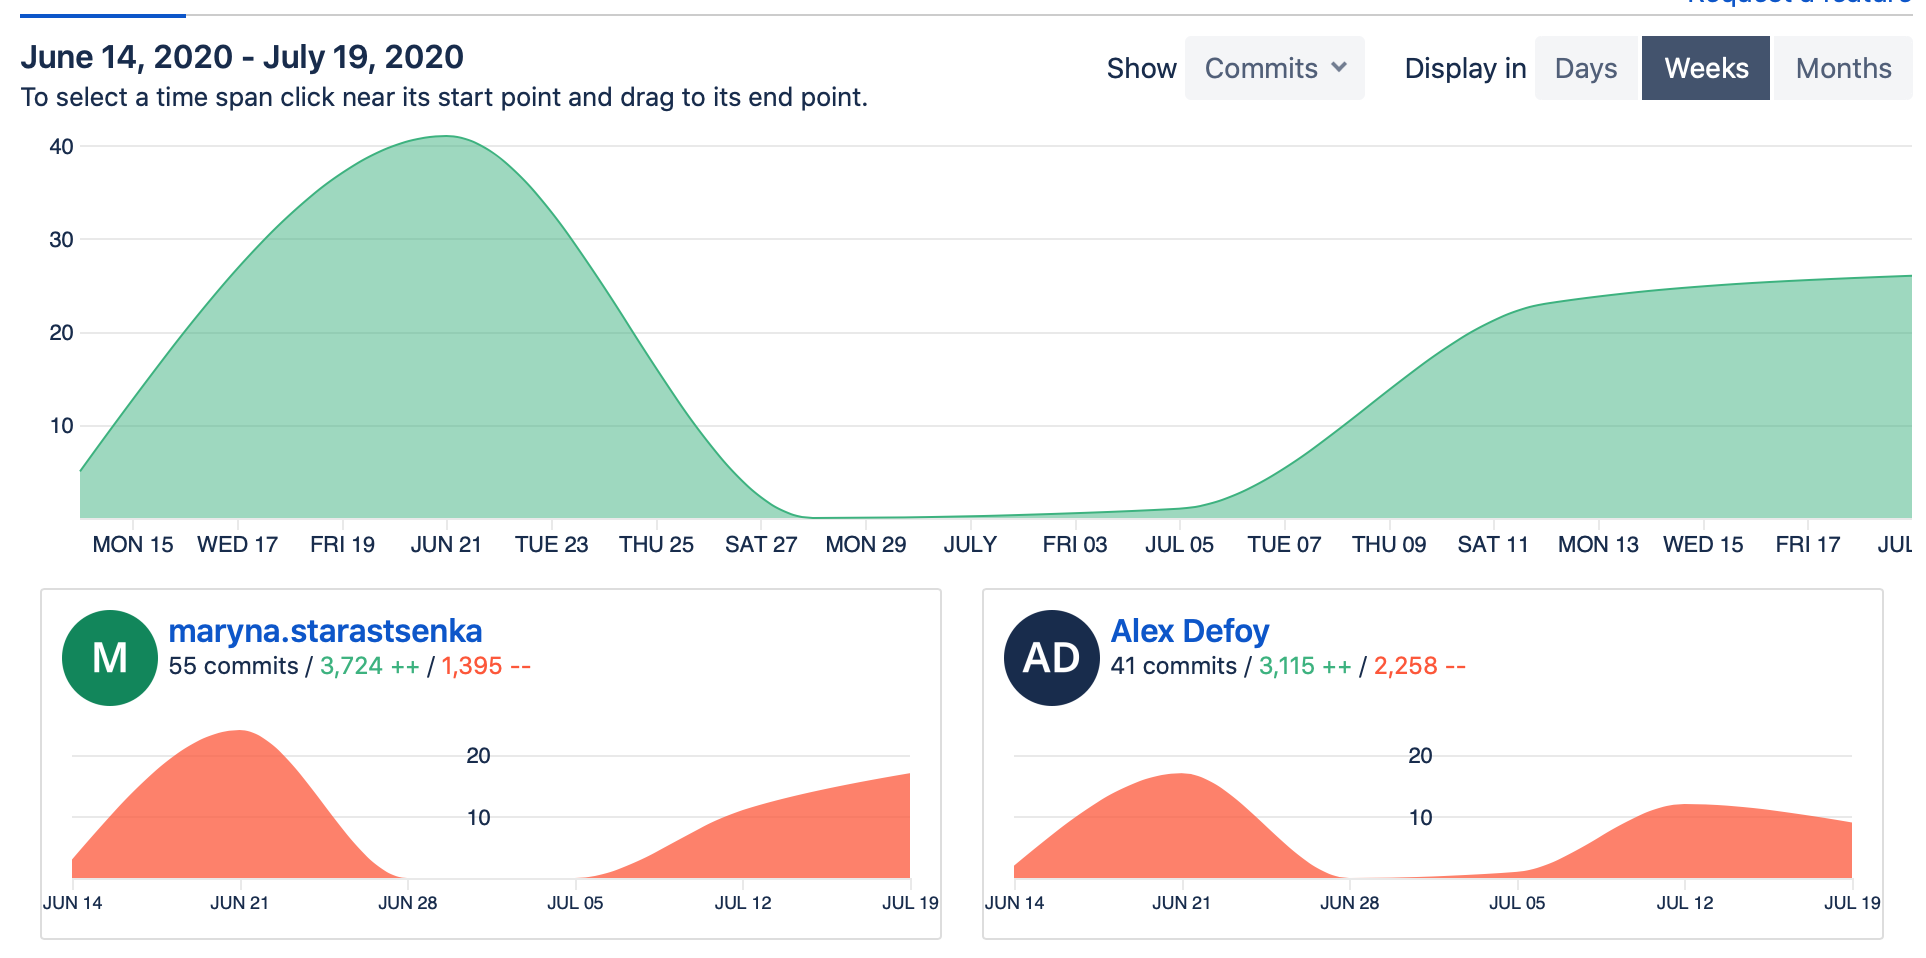 Request a feature
June 14, 2020 - July 19, 2020
To select a time span click near its start point and drag to its end point.
Show Commits Display in Days Weeks Months
40
30
20
10
MON 15 WED 17 FRI 19 JUN 21 TUE 23 THU 25 SAT 27 MON 29 JULY FRI 03 JUL 05 TUE 07 THU 09 SAT 11 MON 13 WED 15 FRI 17 JUL
M
maryna.starastsenka
55 commits / 3,724 ++ / 1,395 --
20
10
JUN 14 JUN 21 JUN 28 JUL 05 JUL 12 JUL 19
AD
Alex Defoy
41 commits / 3,115 ++ / 2,258 --
20
10
JUN 14 JUN 21 JUN 28 JUL 05 JUL 12 JUL 19